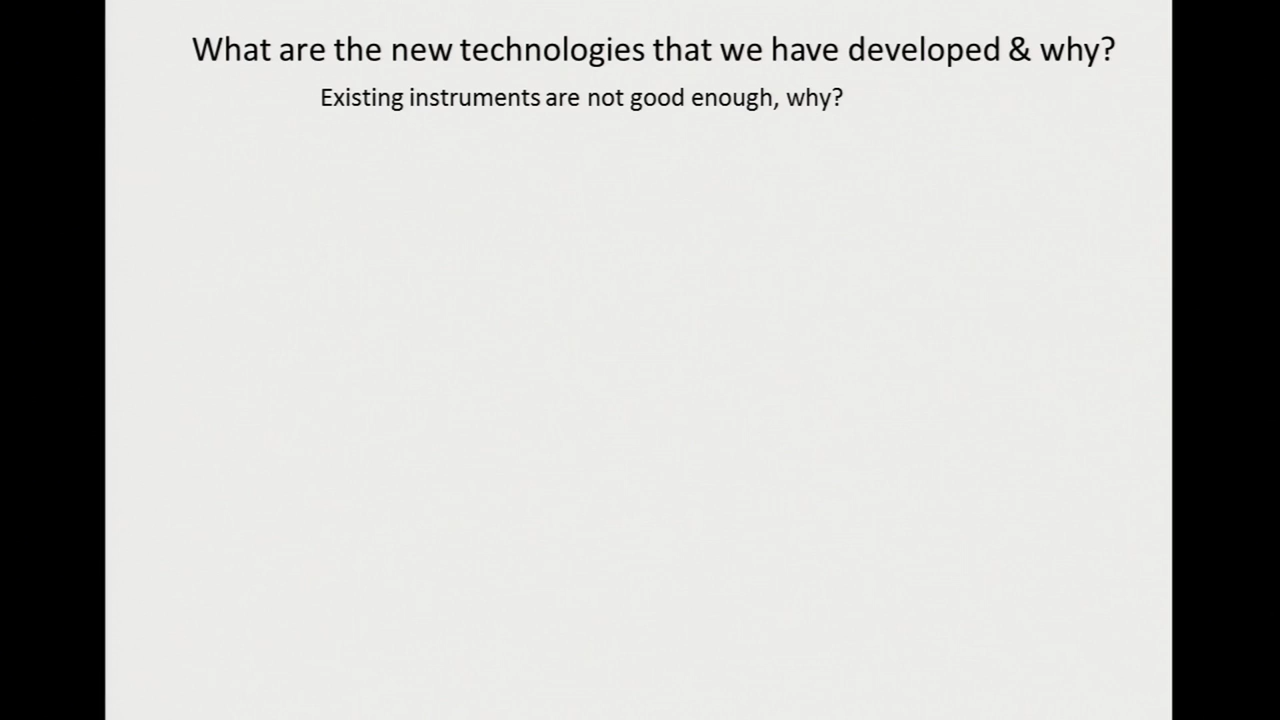 What are the new technologies that we have developed & why?
Existing instruments are not good enough, why?